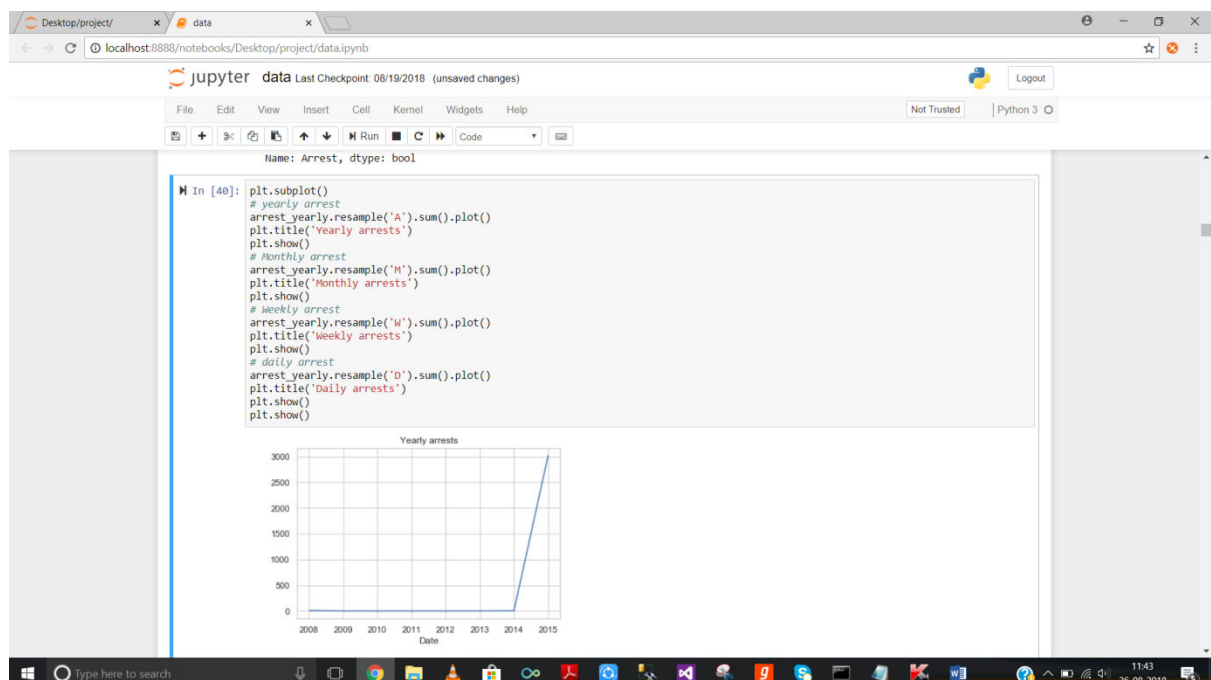 Desktop/project/ data
localhost:8888/notebooks/Desktop/project/data.ipynb
jupyter data Last Checkpoint: 08/19/2018 (unsaved changes) Logout
File Edit View Insert Cell Kernel Widgets Help Not Trusted Python 3
Run Code
Name: Arrest, dtype: bool
In [40]: plt.subplot()
# yearly arrest
arrest_yearly.resample('A').sum().plot()
plt.title('Yearly arrests')
plt.show()
# Monthly arrest
arrest_yearly.resample('M').sum().plot()
plt.title('Monthly arrests')
plt.show()
# Weekly arrest
arrest_yearly.resample('W').sum().plot()
plt.title('Weekly arrests')
plt.show()
# daily arrest
arrest_yearly.resample('D').sum().plot()
plt.title('Daily arrests')
plt.show()
plt.show()
Yearly arrests
3000
2500
2000
1500
1000
500
0
2008 2009 2010 2011 2012 2013 2014 2015
Date
Type here to search 11:43
26-08-2018